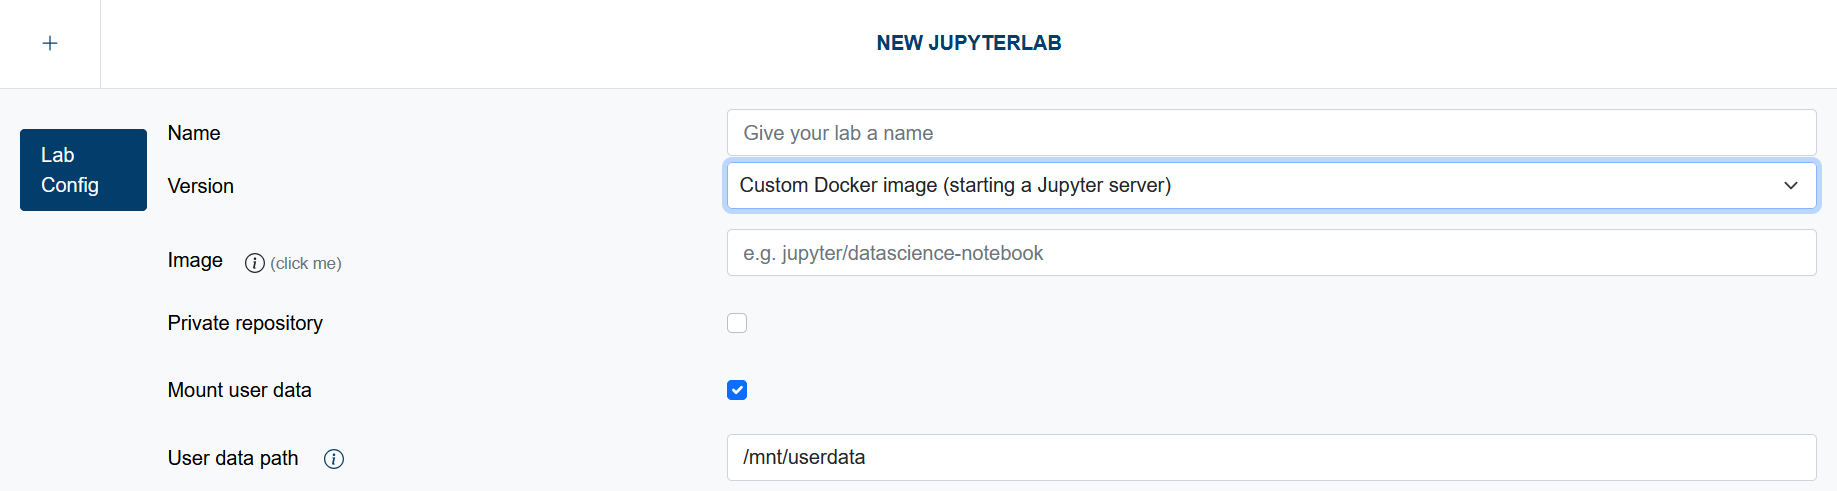 NEW JUPYTERLAB
Lab
Config
Name
Give your lab a name
Version
Custom Docker image (starting a Jupyter server)
Image (click me)
e.g. jupyter/datascience-notebook
Private repository
Mount user data
User data path
/mnt/userdata